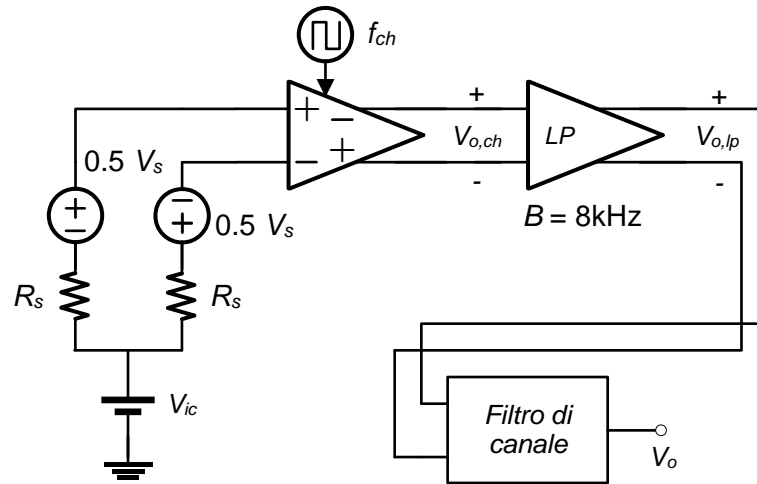 f_ch
+
−
−
+
+
V_o,ch
-
LP
+
V_o,lp
-
B = 8kHz
0.5 V_s
+
−
−
+
0.5 V_s
R_s
R_s
V_ic
Filtro di
canale
V_o